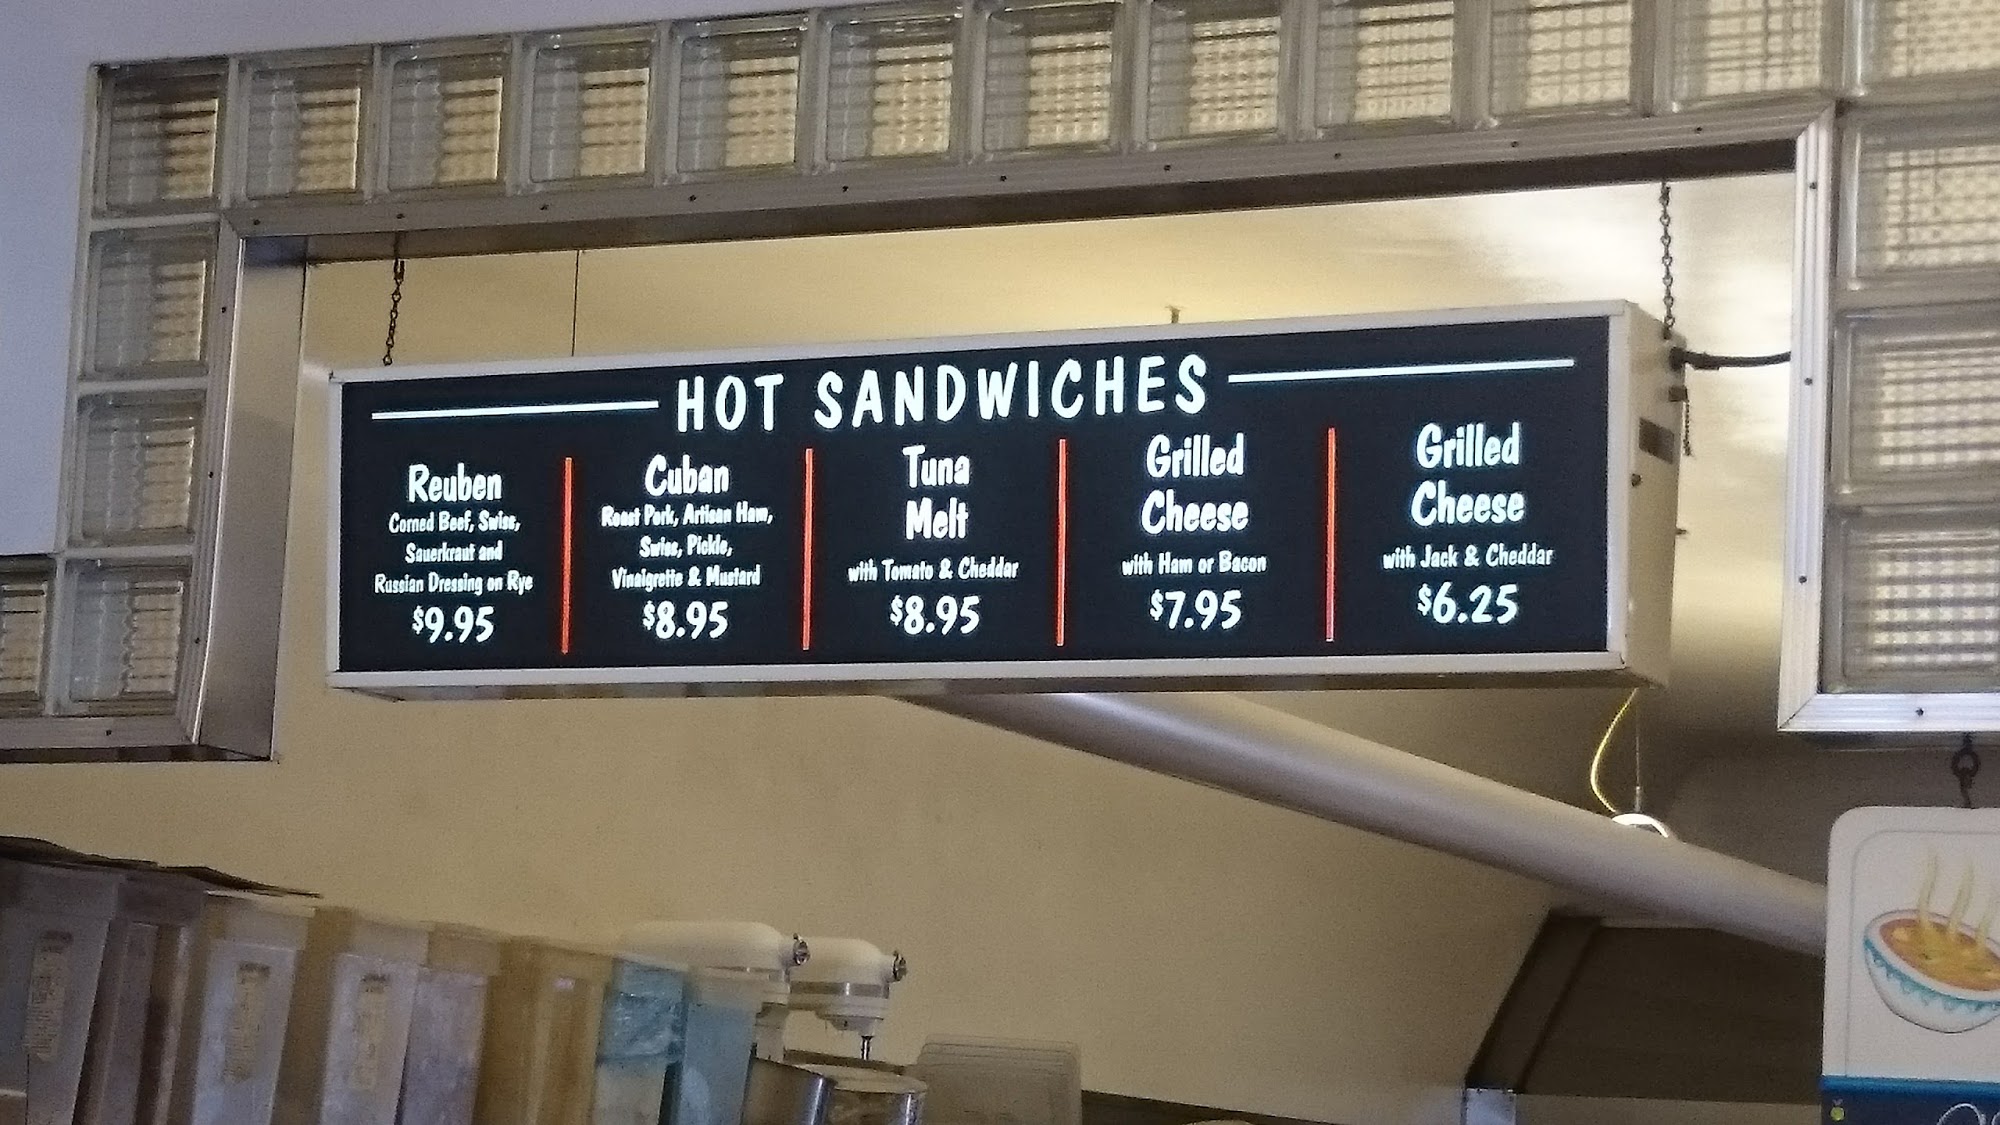 HOT SANDWICHES
Reuben
Corned Beef, Swiss,
Sauerkraut and
Russian Dressing on Rye
$9.95
Cuban
Roast Pork, Artisan Ham,
Swiss, Pickle,
Vinaigrette & Mustard
$8.95
Tuna
Melt
with Tomato & Cheddar
$8.95
Grilled
Cheese
with Ham or Bacon
$7.95
Grilled
Cheese
with Jack & Cheddar
$6.25